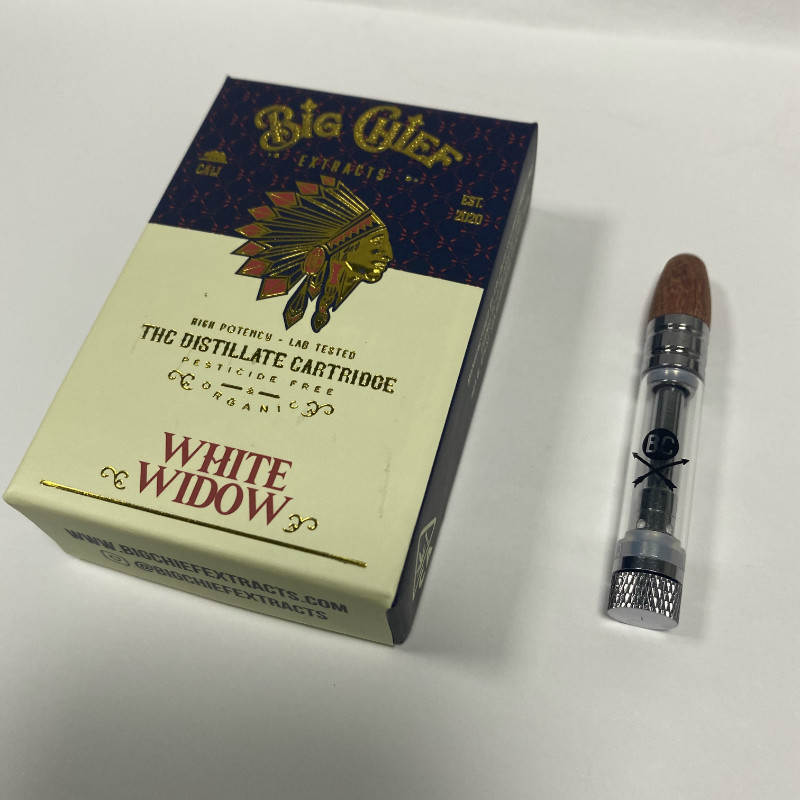 BIG CHIEF
EXTRACTS
CALI
EST.
2020
HIGH POTENCY - LAB TESTED
THC DISTILLATE CARTRIDGE
PESTICIDE FREE
&
ORGANIC
WHITE
WIDOW
WWW.BIGCHIEFEXTRACTS.COM
@BIGCHIEFEXTRACTS
BC